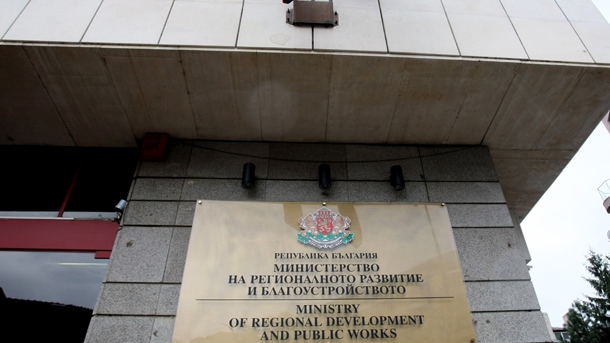 РЕПУБЛИКА БЪЛГАРИЯ
МИНИСТЕРСТВО
НА РЕГИОНАЛНОТО РАЗВИТИЕ
И БЛАГОУСТРОЙСТВОТО
MINISTRY
OF REGIONAL DEVELOPMENT
AND PUBLIC WORKS